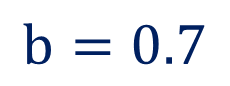 b = 0.7